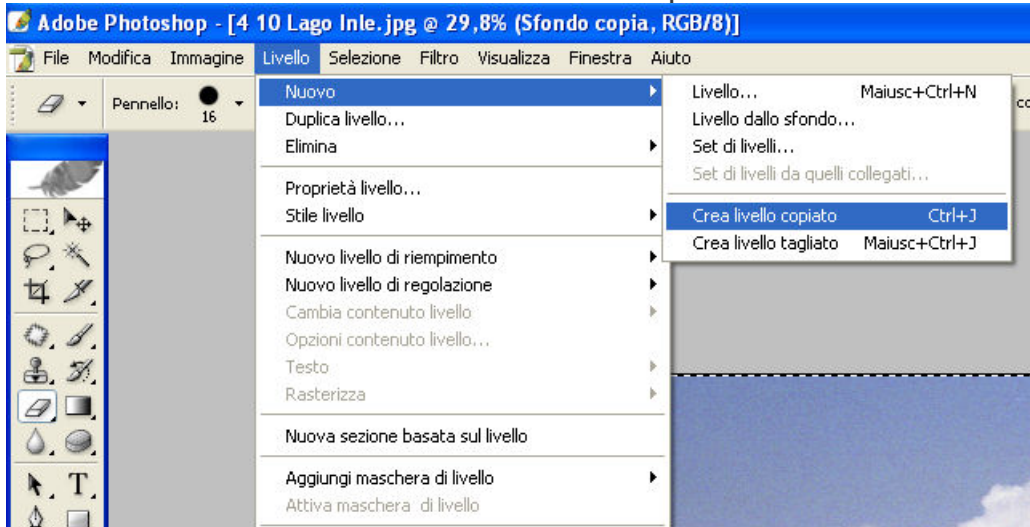 Adobe Photoshop - [4 10 Lago Inle.jpg @ 29,8% (Sfondo copia, RGB/8)]
File Modifica Immagine Livello Selezione Filtro Visualizza Finestra Aiuto
Pennello: 16
Nuovo
Duplica livello...
Elimina
Proprietà livello...
Stile livello
Nuovo livello di riempimento
Nuovo livello di regolazione
Cambia contenuto livello
Opzioni contenuto livello...
Testo
Rasterizza
Nuova sezione basata sul livello
Aggiungi maschera di livello
Attiva maschera di livello
Livello... Maiusc+Ctrl+N
Livello dallo sfondo...
Set di livelli...
Set di livelli da quelli collegati...
Crea livello copiato Ctrl+J
Crea livello tagliato Maiusc+Ctrl+J